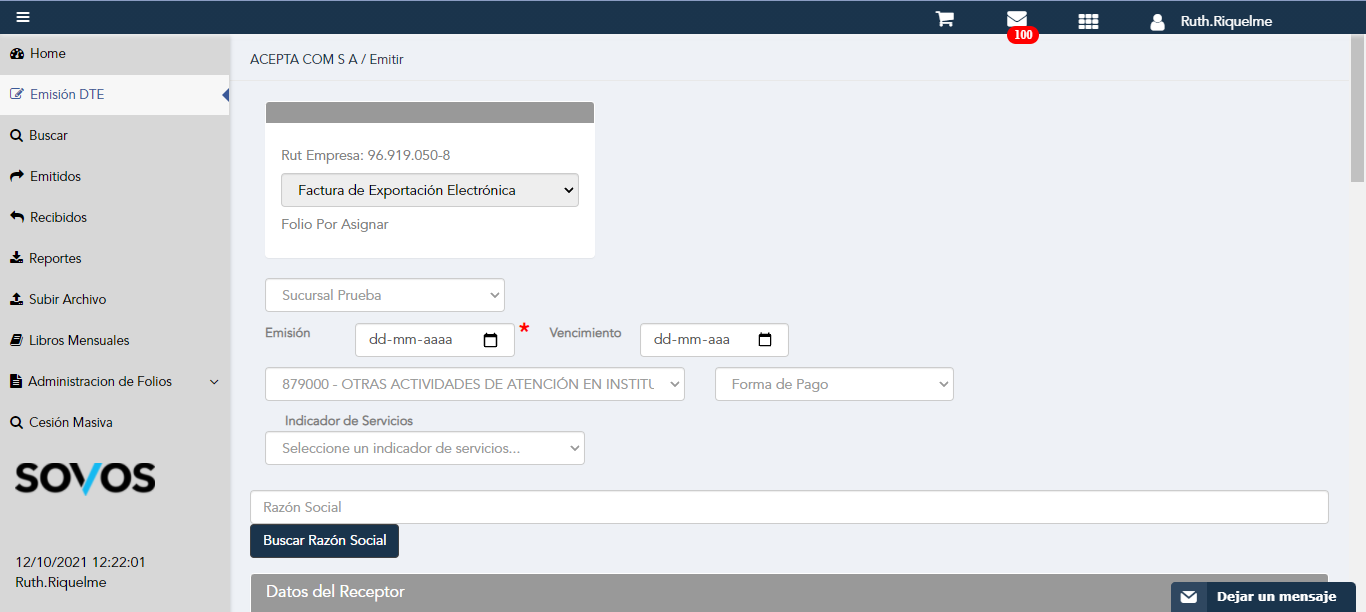 100
Ruth.Riquelme
Home
Emisión DTE
Buscar
Emitidos
Recibidos
Reportes
Subir Archivo
Libros Mensuales
Administracion de Folios
Cesión Masiva
SOVOS
12/10/2021 12:22:01
Ruth.Riquelme
ACEPTA COM S A / Emitir
Rut Empresa: 96.919.050-8
Factura de Exportación Electrónica
Folio Por Asignar
Sucursal Prueba
Emisión dd-mm-aaaa * Vencimiento dd-mm-aaa
879000 - OTRAS ACTIVIDADES DE ATENCIÓN EN INSTITU Forma de Pago
Indicador de Servicios
Seleccione un indicador de servicios...
Razón Social
Buscar Razón Social
Datos del Receptor
Dejar un mensaje